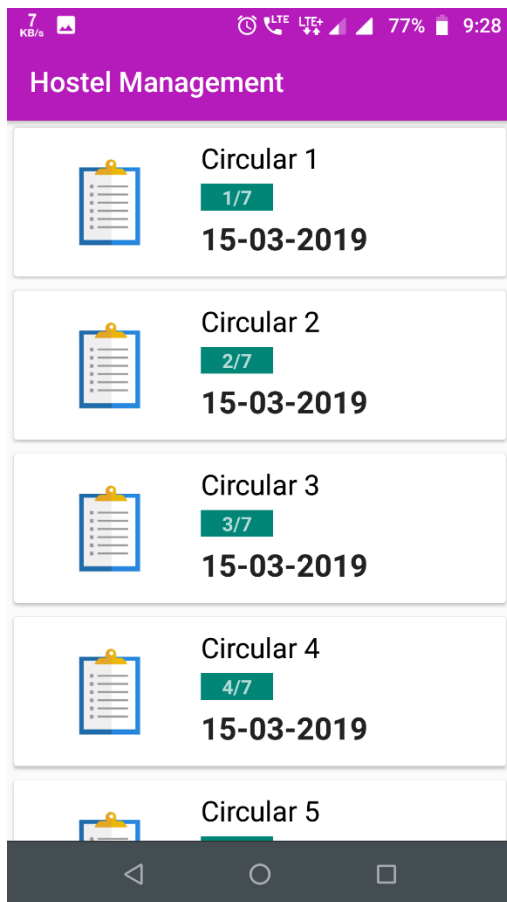 7
KB/s
LTE
LTE+
77%
9:28
Hostel Management
Circular 1
1/7
15-03-2019
Circular 2
2/7
15-03-2019
Circular 3
3/7
15-03-2019
Circular 4
4/7
15-03-2019
Circular 5